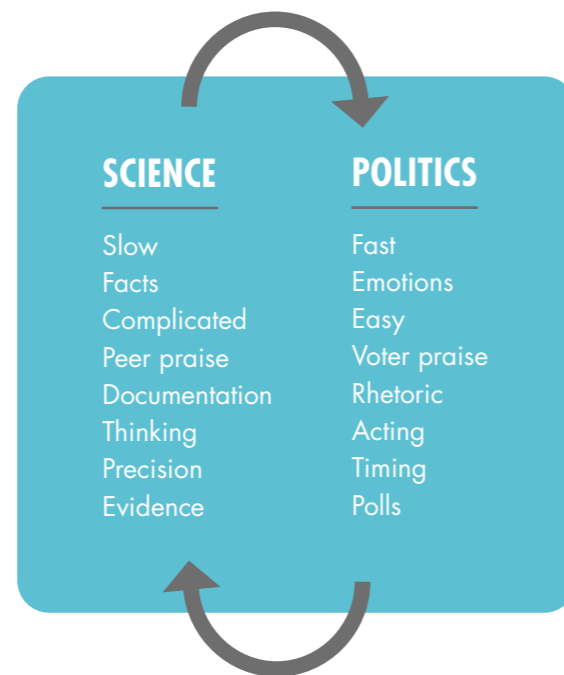 SCIENCE
Slow
Facts
Complicated
Peer praise
Documentation
Thinking
Precision
Evidence
POLITICS
Fast
Emotions
Easy
Voter praise
Rhetoric
Acting
Timing
Polls